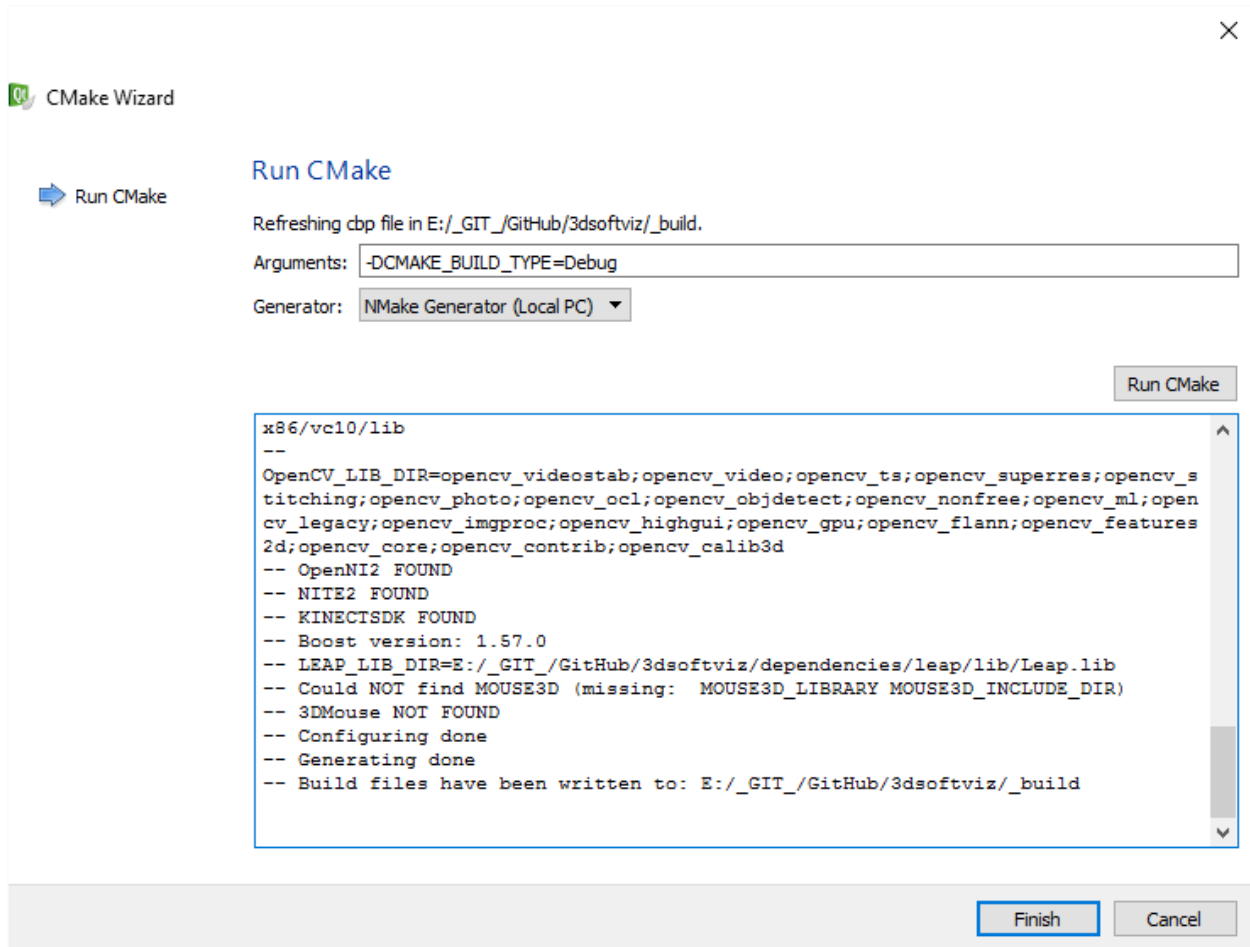 Qt CMake Wizard
Run CMake
Run CMake
Refreshing cbp file in E:/_GIT_/GitHub/3dsoftviz/_build.
Arguments: -DCMAKE_BUILD_TYPE=Debug
Generator: NMake Generator (Local PC)
Run CMake
x86/vc10/lib
--
OpenCV_LIB_DIR=opencv_videostab;opencv_video;opencv_ts;opencv_superres;opencv_s
titching;opencv_photo;opencv_ocl;opencv_objdetect;opencv_nonfree;opencv_ml;open
cv_legacy;opencv_imgproc;opencv_highgui;opencv_gpu;opencv_flann;opencv_features
2d;opencv_core;opencv_contrib;opencv_calib3d
-- OpenNI2 FOUND
-- NITE2 FOUND
-- KINECTSDK FOUND
-- Boost version: 1.57.0
-- LEAP_LIB_DIR=E:/_GIT_/GitHub/3dsoftviz/dependencies/leap/lib/Leap.lib
-- Could NOT find MOUSE3D (missing:  MOUSE3D_LIBRARY MOUSE3D_INCLUDE_DIR)
-- 3DMouse NOT FOUND
-- Configuring done
-- Generating done
-- Build files have been written to: E:/_GIT_/GitHub/3dsoftviz/_build
Finish Cancel